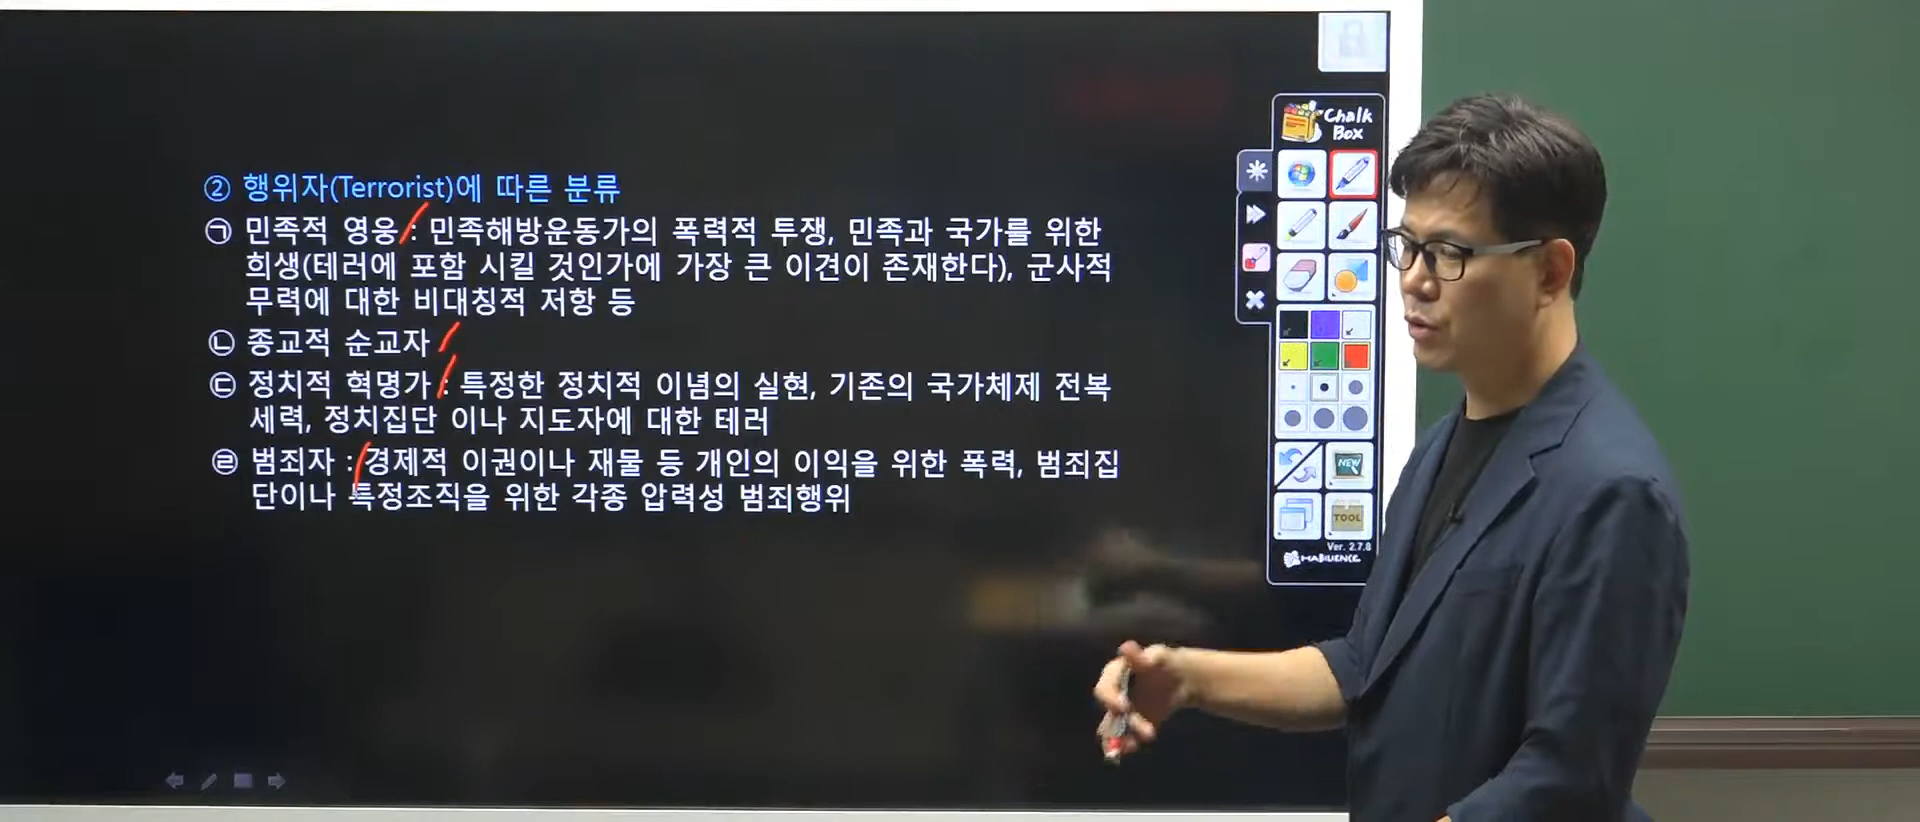 ② 행위자(Terrorist)에 따른 분류
㉠ 민족적 영웅 : 민족해방운동가의 폭력적 투쟁, 민족과 국가를 위한
희생(테러에 포함 시킬 것인가에 가장 큰 이견이 존재한다), 군사적
무력에 대한 비대칭적 저항 등
㉡ 종교적 순교자
㉢ 정치적 혁명가 : 특정한 정치적 이념의 실현, 기존의 국가체제 전복
세력, 정치집단 이나 지도자에 대한 테러
㉣ 범죄자 : 경제적 이권이나 재물 등 개인의 이익을 위한 폭력, 범죄집
단이나 특정조직을 위한 각종 압력성 범죄행위
Chalk
Box
NEW
TOOL
Ver. 2.7.8